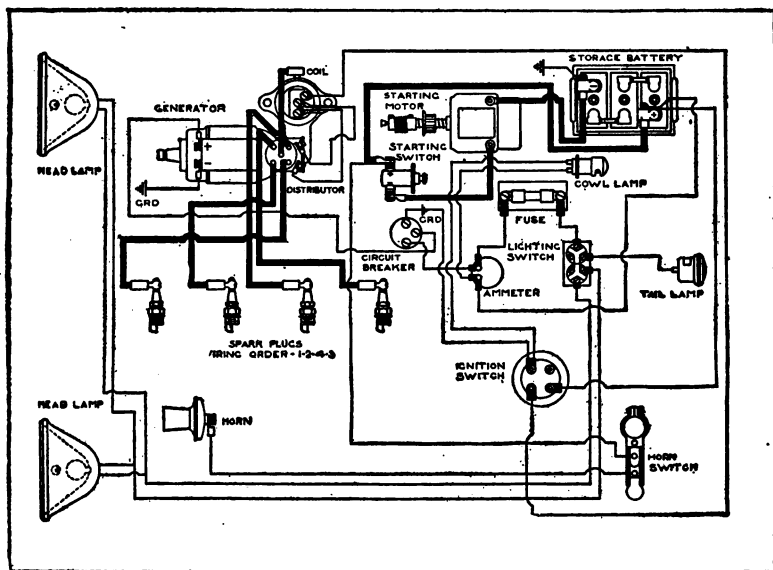 COIL
STORAGE BATTERY
GENERATOR
STARTING
MOTOR
STARTING
SWITCH
HEAD LAMP
DISTRIBUTOR
COWL LAMP
GRD
FUSE
GRD
CIRCUIT
BREAKER
LIGHTING
SWITCH
AMMETER
TAIL LAMP
SPARK PLUGS
FIRING ORDER - 1-2-4-3
IGNITION
SWITCH
HEAD LAMP
HORN
HORN
SWITCH
+
-
+